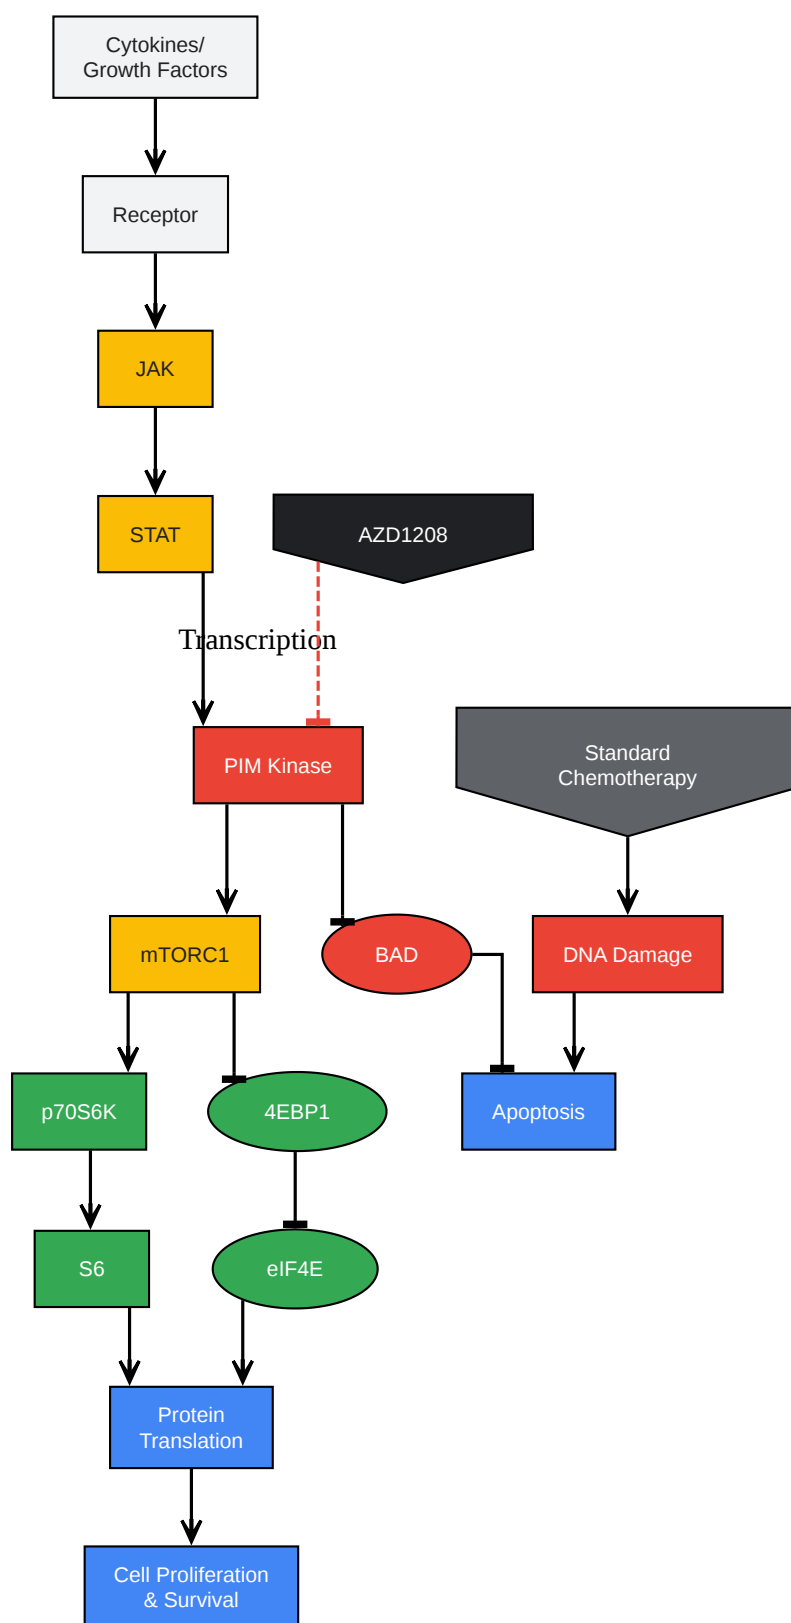 Cytokines/
Growth Factors
Receptor
JAK
STAT
AZD1208
Transcription
PIM Kinase
Standard
Chemotherapy
mTORC1
BAD
DNA Damage
p70S6K
4EBP1
Apoptosis
S6
eIF4E
Protein
Translation
Cell Proliferation
& Survival